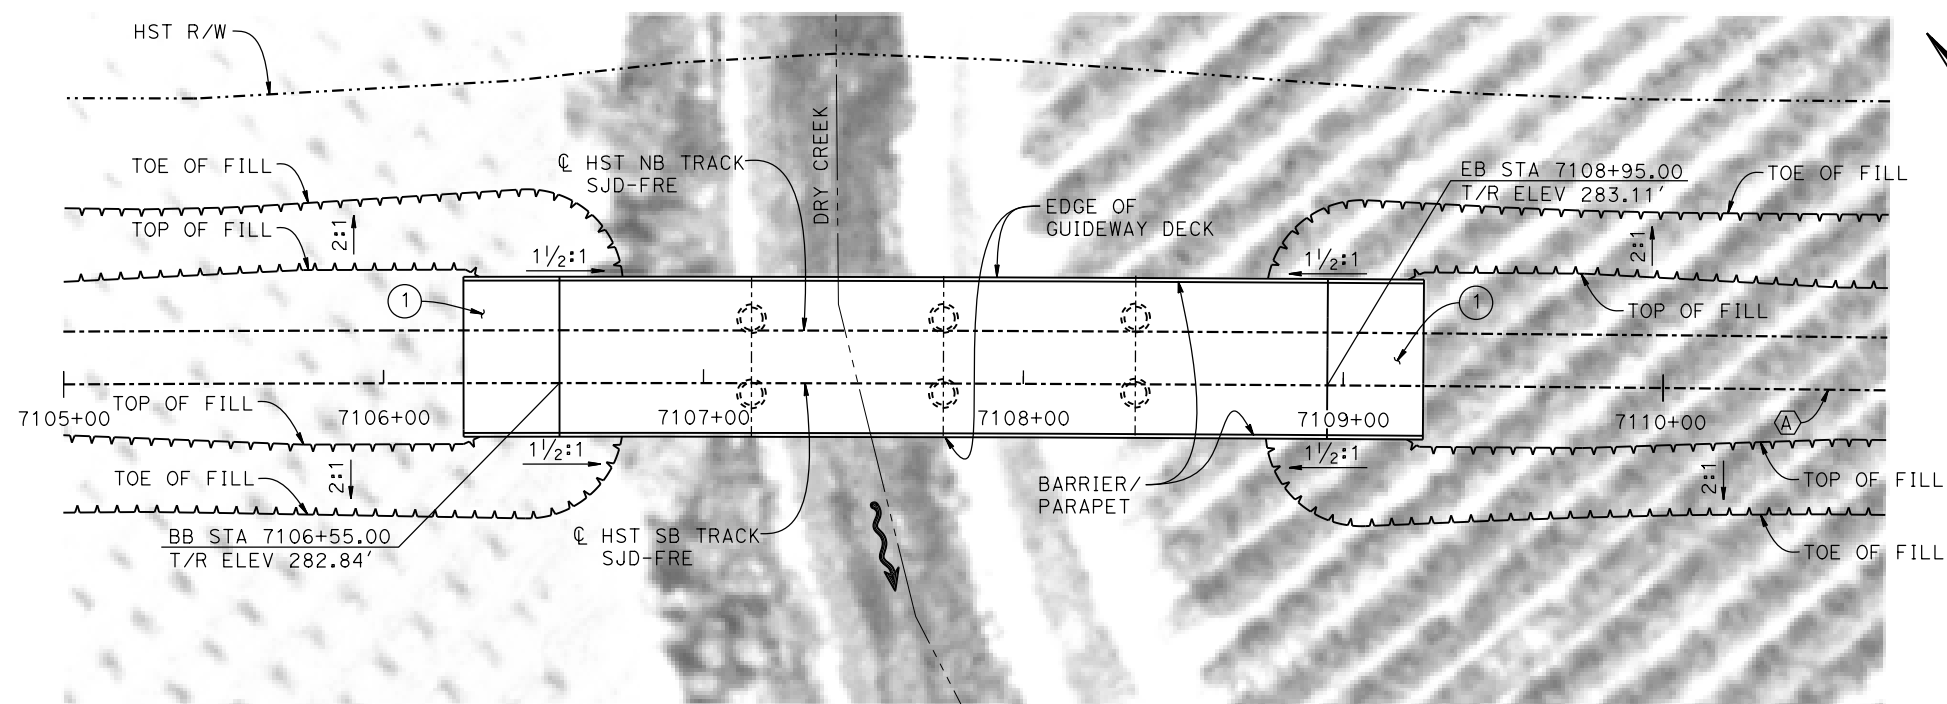 HST R/W
DRY CREEK
℄ HST NB TRACK
SJD-FRE
TOE OF FILL
TOP OF FILL
2:1
1½:1
EDGE OF
GUIDEWAY DECK
EB STA 7108+95.00
T/R ELEV 283.11'
TOE OF FILL
2:1
1½:1
TOP OF FILL
1
1
7105+00
TOP OF FILL
7106+00
7107+00
7108+00
7109+00
7110+00
A
1½:1
1½:1
2:1
TOE OF FILL
BARRIER/
PARAPET
2:1
TOP OF FILL
BB STA 7106+55.00
T/R ELEV 282.84'
℄ HST SB TRACK
SJD-FRE
TOE OF FILL